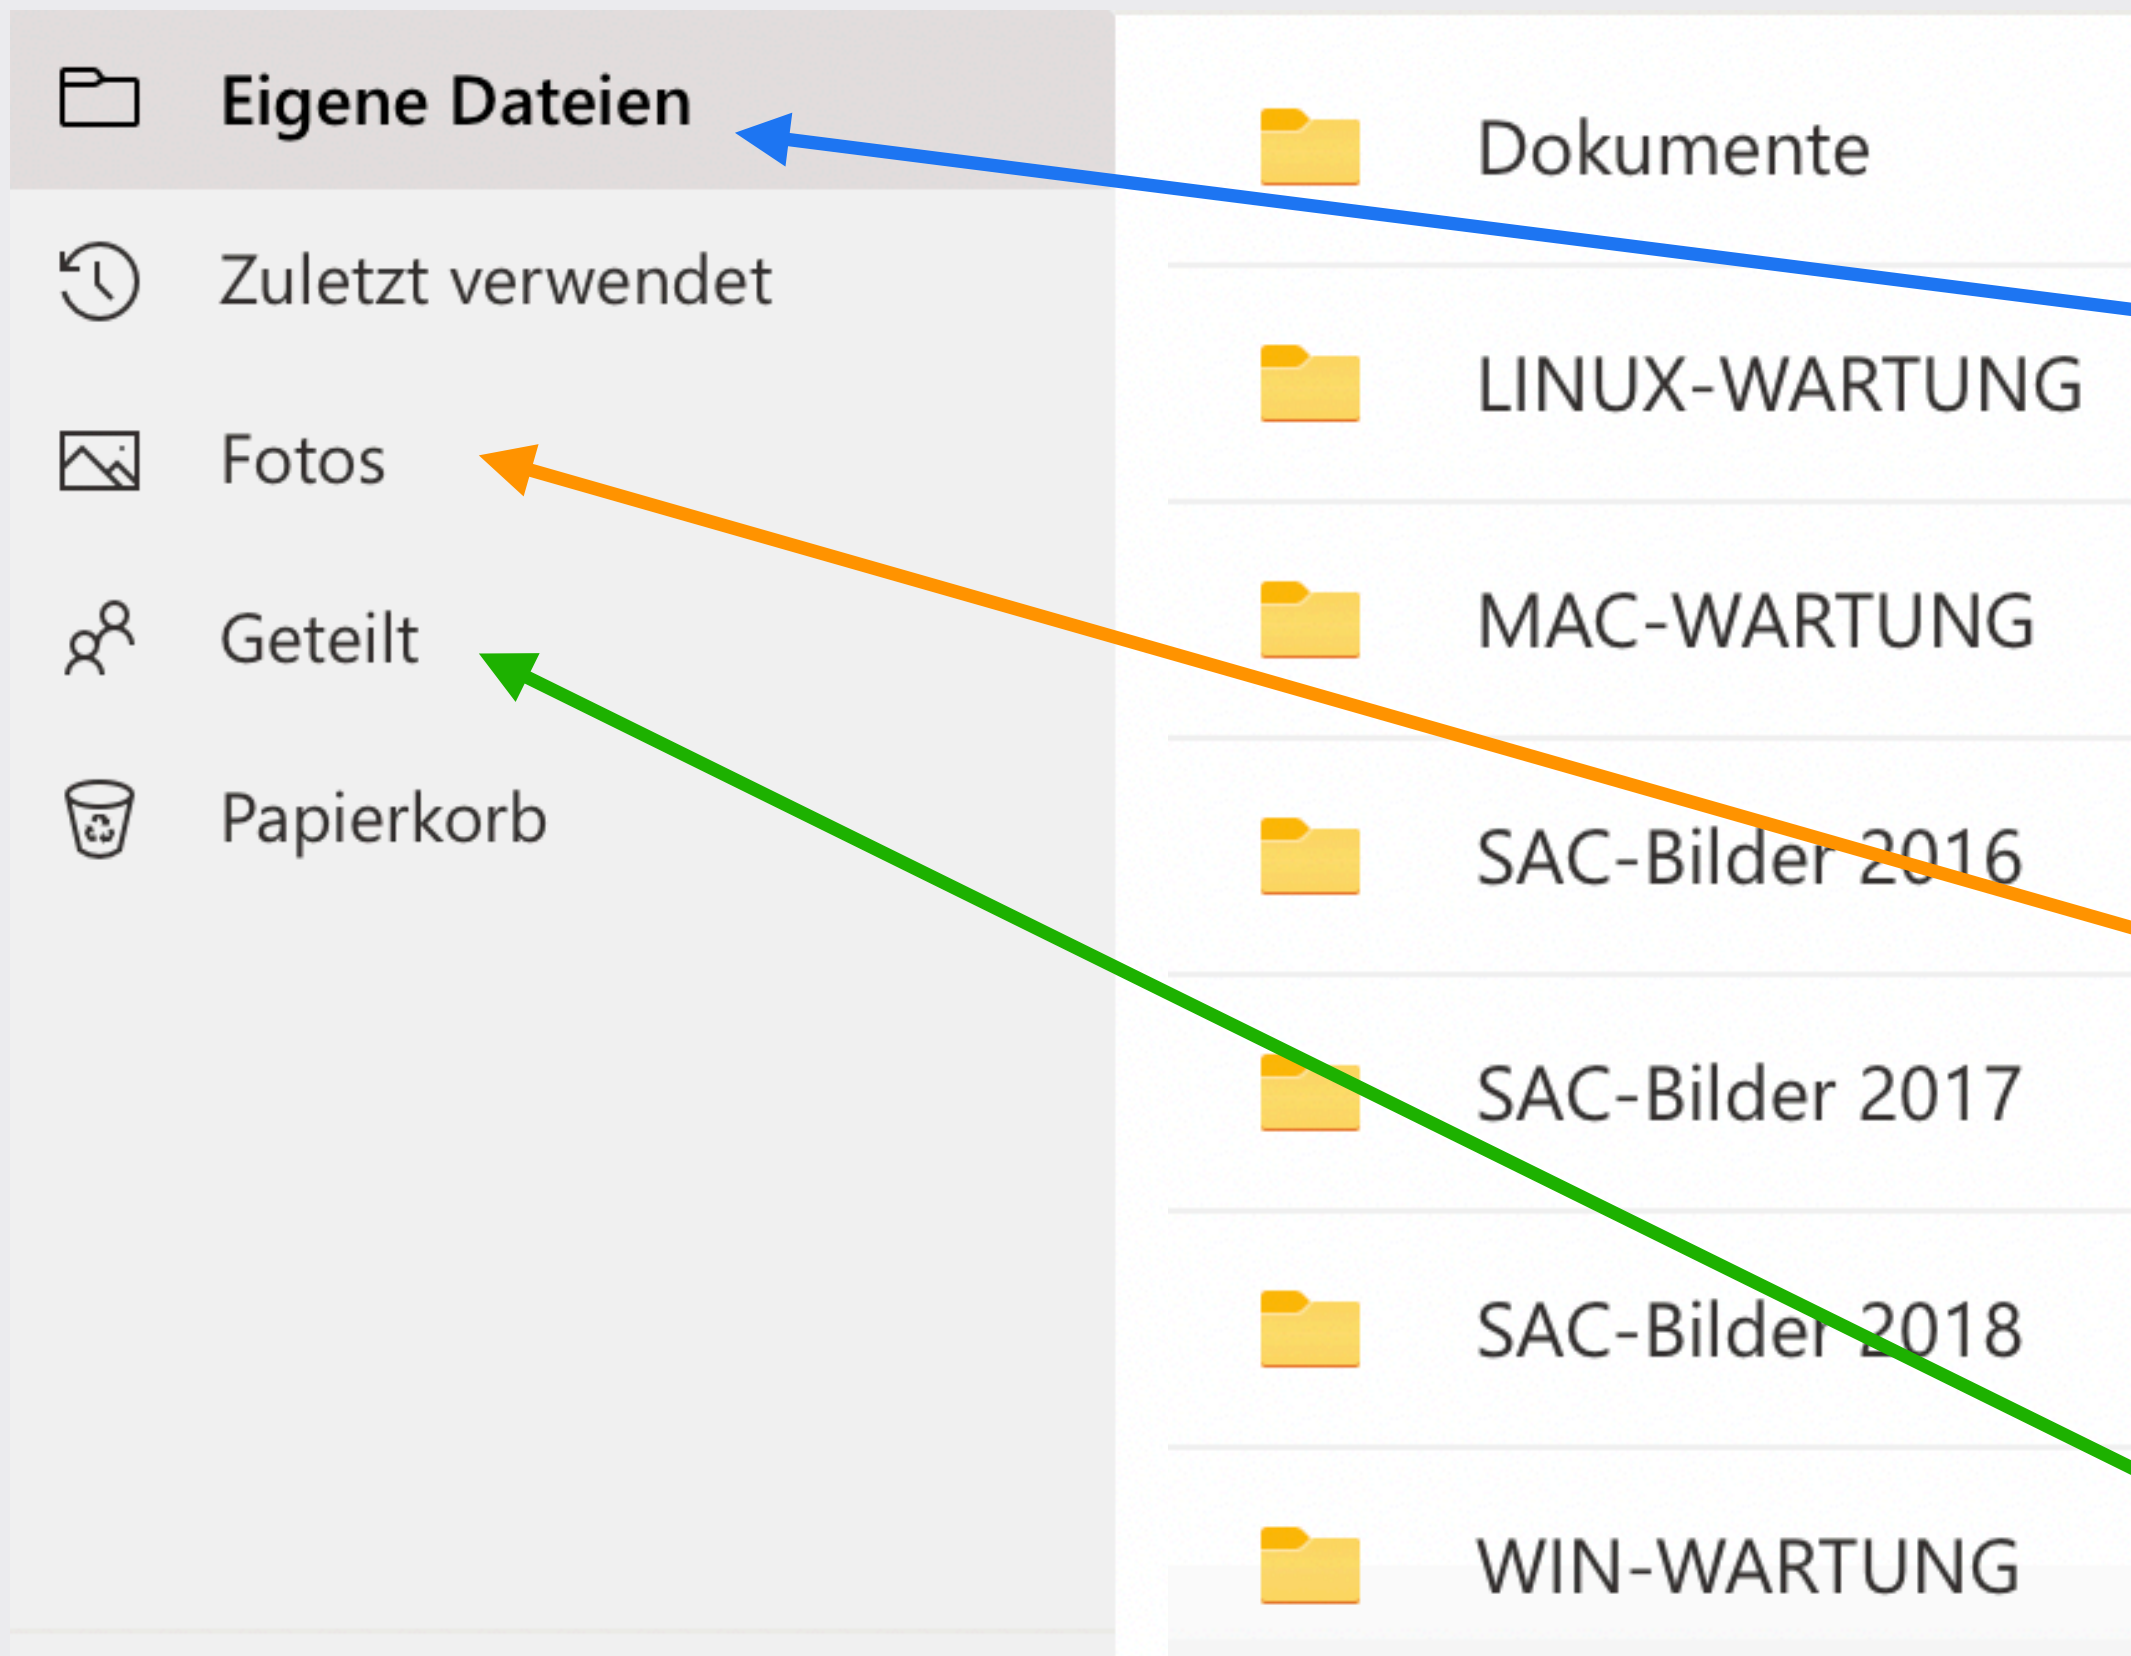 Eigene Dateien
Zuletzt verwendet
Fotos
Geteilt
Papierkorb
Dokumente
LINUX-WARTUNG
MAC-WARTUNG
SAC-Bilder 2016
SAC-Bilder 2017
SAC-Bilder 2018
WIN-WARTUNG